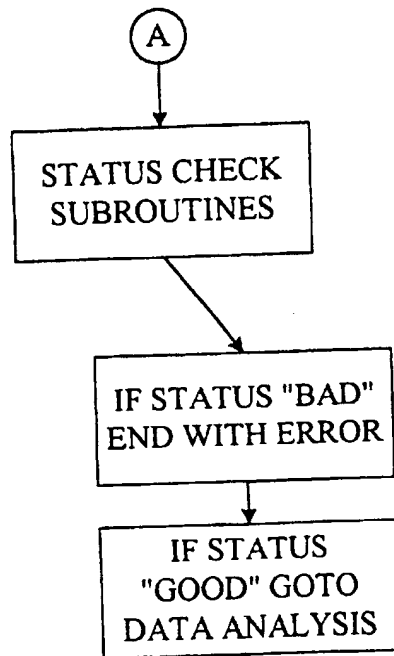 A
STATUS CHECK
SUBROUTINES
IF STATUS "BAD"
END WITH ERROR
IF STATUS
"GOOD" GOTO
DATA ANALYSIS